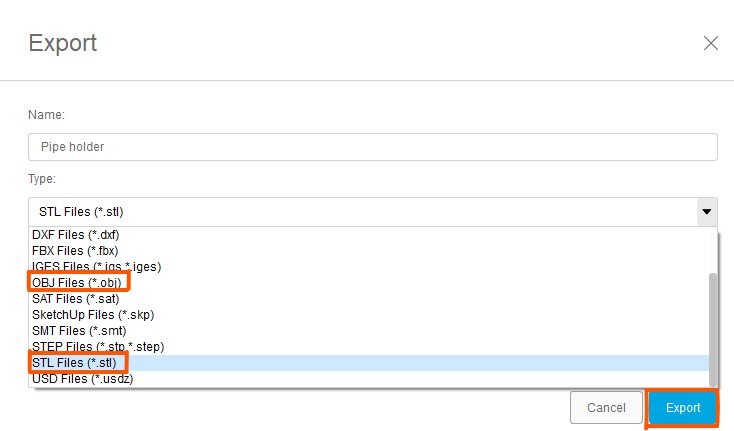 Export
Name:
Pipe holder
Type:
STL Files (*.stl)
DXF Files (*.dxf)
FBX Files (*.fbx)
IGES Files (*.igs *.iges)
OBJ Files (*.obj)
SAT Files (*.sat)
SketchUp Files (*.skp)
SMT Files (*.smt)
STEP Files (*.stp *.step)
STL Files (*.stl)
USD Files (*.usdz)
Cancel Export